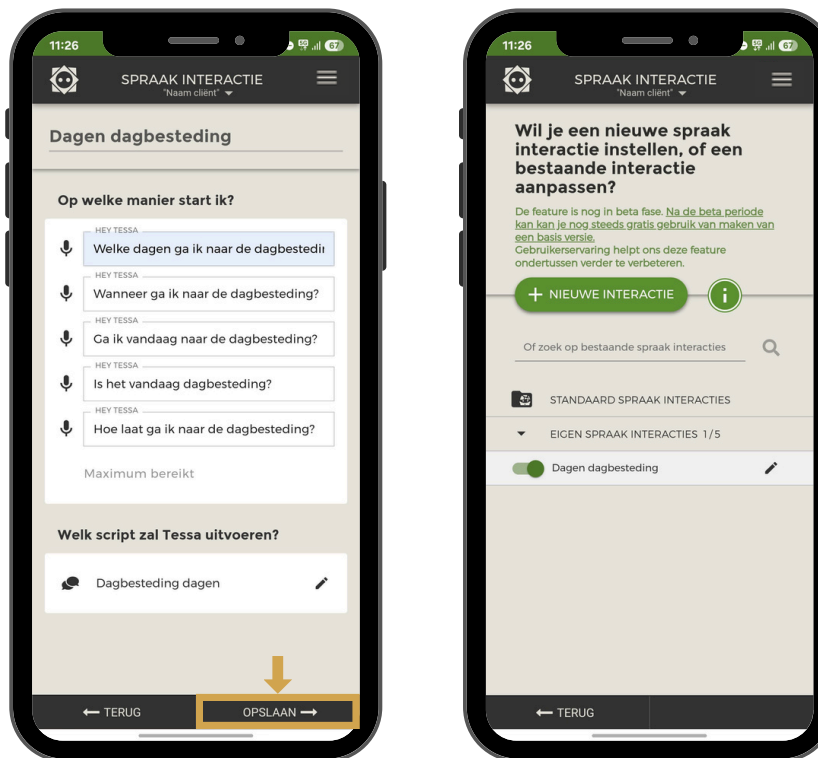 11:26
67
SPRAAK INTERACTIE
"Naam cliënt"
Dagen dagbesteding
Op welke manier start ik?
HEY TESSA
Welke dagen ga ik naar de dagbestedin
HEY TESSA
Wanneer ga ik naar de dagbesteding?
HEY TESSA
Ga ik vandaag naar de dagbesteding?
HEY TESSA
Is het vandaag dagbesteding?
HEY TESSA
Hoe laat ga ik naar de dagbesteding?
Maximum bereikt
Welk script zal Tessa uitvoeren?
Dagbesteding dagen
TERUG
OPSLAAN
11:26
5G
67
SPRAAK INTERACTIE
"Naam cliënt"
Wil je een nieuwe spraak
interactie instellen, of een
bestaande interactie
aanpassen?
De feature is nog in beta fase. Na de beta periode
kan kan je nog steeds gratis gebruik van maken van
een basis versie.
Gebruikerservaring helpt ons deze feature
ondertussen verder te verbeteren.
+ NIEUWE INTERACTIE
i
Of zoek op bestaande spraak interacties
STANDAARD SPRAAK INTERACTIES
EIGEN SPRAAK INTERACTIES 1/5
Dagen dagbesteding
TERUG